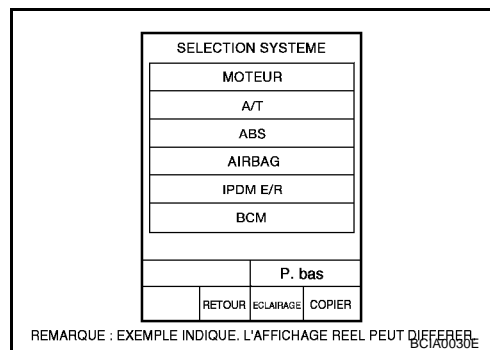 SELECTION SYSTEME
MOTEUR
A/T
ABS
AIRBAG
IPDM E/R
BCM
P. bas
RETOUR ECLAIRAGE COPIER
REMARQUE : EXEMPLE INDIQUE. L'AFFICHAGE REEL PEUT DIFFERER.
BCIA0030E